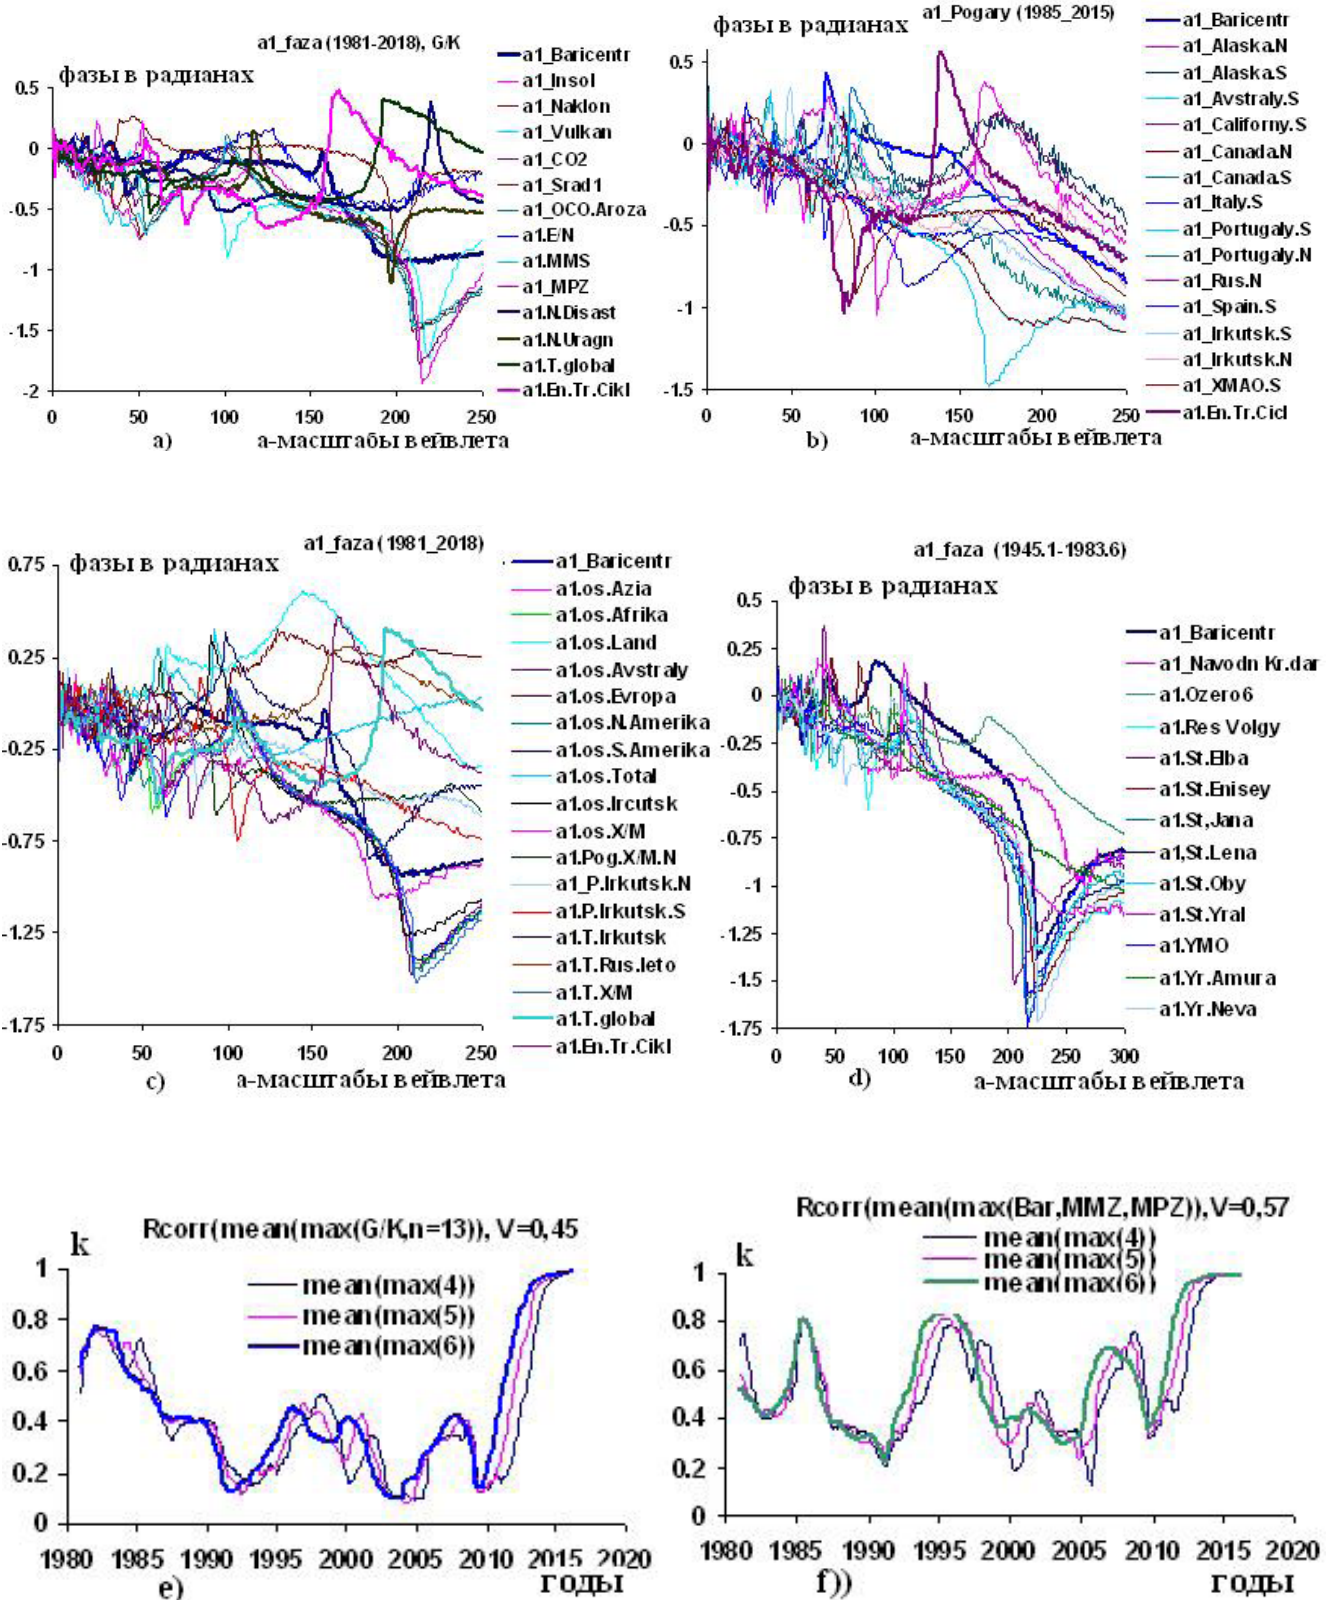 a1_faza (1981-2018), G/K
фазы в радианах
0.5
0
-0.5
-1
-1.5
-2
0 50 100 150 200 250
a) а-масштабы вейвлета
a1_Baricentr
a1_Insol
a1_Naklon
a1_Vulkan
a1_CO2
a1_Srad1
a1_OCO.Aroza
a1.E/N
a1.MMS
a1_MPZ
a1.N.Disast
a1.N.Uragn
a1.T.global
a1.En.Tr.Cikl
a1_Pogary (1985_2015)
фазы в радианах
0.5
0
-0.5
-1
-1.5
0 50 100 150 200 250
b) а-масштабы вейвлета
a1_Baricentr
a1_Alaska.N
a1_Alaska.S
a1_Avstraly.S
a1_Californy.S
a1_Canada.N
a1_Canada.S
a1_Italy.S
a1_Portugaly.S
a1_Portugaly.N
a1_Rus.N
a1_Spain.S
a1_Irkutsk.S
a1_Irkutsk.N
a1_XMAO.S
a1.En.Tr.Cicl
a1_faza (1981_2018)
фазы в радианах
0.75
0.25
-0.25
-0.75
-1.25
-1.75
0 50 100 150 200 250
c) а-масштабы вейвлета
a1_Baricentr
a1.os.Azia
a1.os.Afrika
a1.os.Land
a1.os.Avstraly
a1.os.Evropa
a1.os.N.Amerika
a1.os.S.Amerika
a1.os.Total
a1.os.Ircutsk
a1.os.X/M
a1.Pog.X/M.N
a1_P.Irkutsk.N
a1.P.Irkutsk.S
a1.T.Irkutsk
a1.T.Rus.leto
a1.T.X/M
a1.T.global
a1.En.Tr.Cikl
a1_faza (1945.1-1983.6)
фазы в радианах
0.5
0.25
0
-0.25
-0.5
-0.75
-1
-1.25
-1.5
-1.75
0 50 100 150 200 250 300
d) а-масштабы вейвлета
a1_Baricentr
a1_Navodn Kr.dar
a1.Ozero6
a1.Res Volgy
a1.St.Elba
a1.St.Enisey
a1.St,Jana
a1,St.Lena
a1.St.Oby
a1.St.Yral
a1.YMO
a1.Yr.Amura
a1.Yr.Neva
Rcorr(mean(max(G/K,n=13)), V=0,45
k
mean(max(4))
mean(max(5))
mean(max(6))
1
0.8
0.6
0.4
0.2
0
1980 1985 1990 1995 2000 2005 2010 2015 2020
e) годы
Rcorr(mean(max(Bar,MMZ,MPZ)),V=0,57
k
mean(max(4))
mean(max(5))
mean(max(6))
1
0.8
0.6
0.4
0.2
0
1980 1985 1990 1995 2000 2005 2010 2015 2020
f)) годы